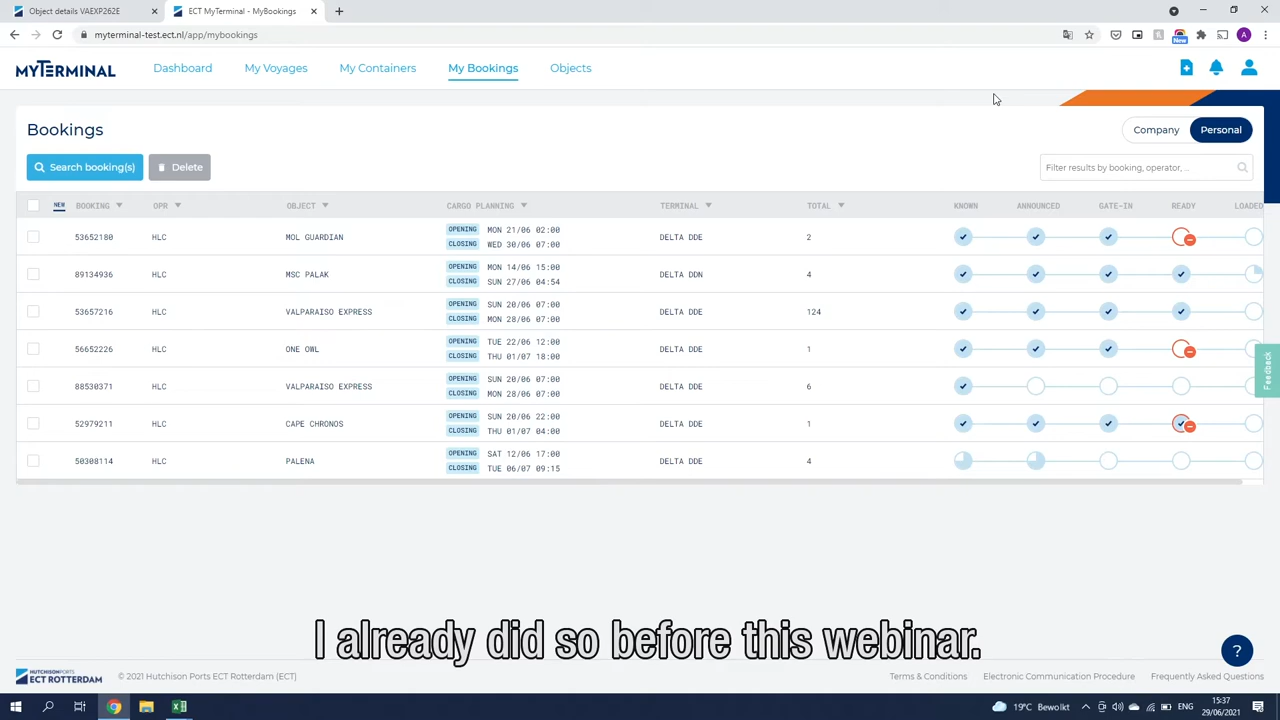 Object details VAEXP262E
ECT MyTerminal - MyBookings
myterminal-test.ect.nl/app/mybookings
New
A
MYTERMINAL
Dashboard
My Voyages
My Containers
My Bookings
Objects
Bookings
Company
Personal
Search booking(s)
Delete
Filter results by booking, operator, ...
NEW BOOKING OPR OBJECT CARGO PLANNING TERMINAL TOTAL KNOWN ANNOUNCED GATE-IN READY LOADED
53652180 HLC MOL GUARDIAN OPENING MON 21/06 02:00 DELTA DDE 2
CLOSING WED 30/06 07:00
89134936 HLC MSC PALAK OPENING MON 14/06 15:00 DELTA DDN 4
CLOSING SUN 27/06 04:54
53657216 HLC VALPARAISO EXPRESS OPENING SUN 20/06 07:00 DELTA DDE 124
CLOSING MON 28/06 07:00
56652226 HLC ONE OWL OPENING TUE 22/06 12:00 DELTA DDE 1
CLOSING THU 01/07 18:00
88530371 HLC VALPARAISO EXPRESS OPENING SUN 20/06 07:00 DELTA DDE 6
CLOSING MON 28/06 07:00
52979211 HLC CAPE CHRONOS OPENING SUN 20/06 22:00 DELTA DDE 1
CLOSING THU 01/07 04:00
50308114 HLC PALENA OPENING SAT 12/06 17:00 DELTA DDE 4
CLOSING TUE 06/07 09:15
Feedback
I already did so before this webinar.
?
HUTCHISON PORTS
ECT ROTTERDAM
© 2021 Hutchison Ports ECT Rotterdam (ECT)
Terms & Conditions
Electronic Communication Procedure
Frequently Asked Questions
19°C Bewolkt
ENG
15:37
29/06/2021